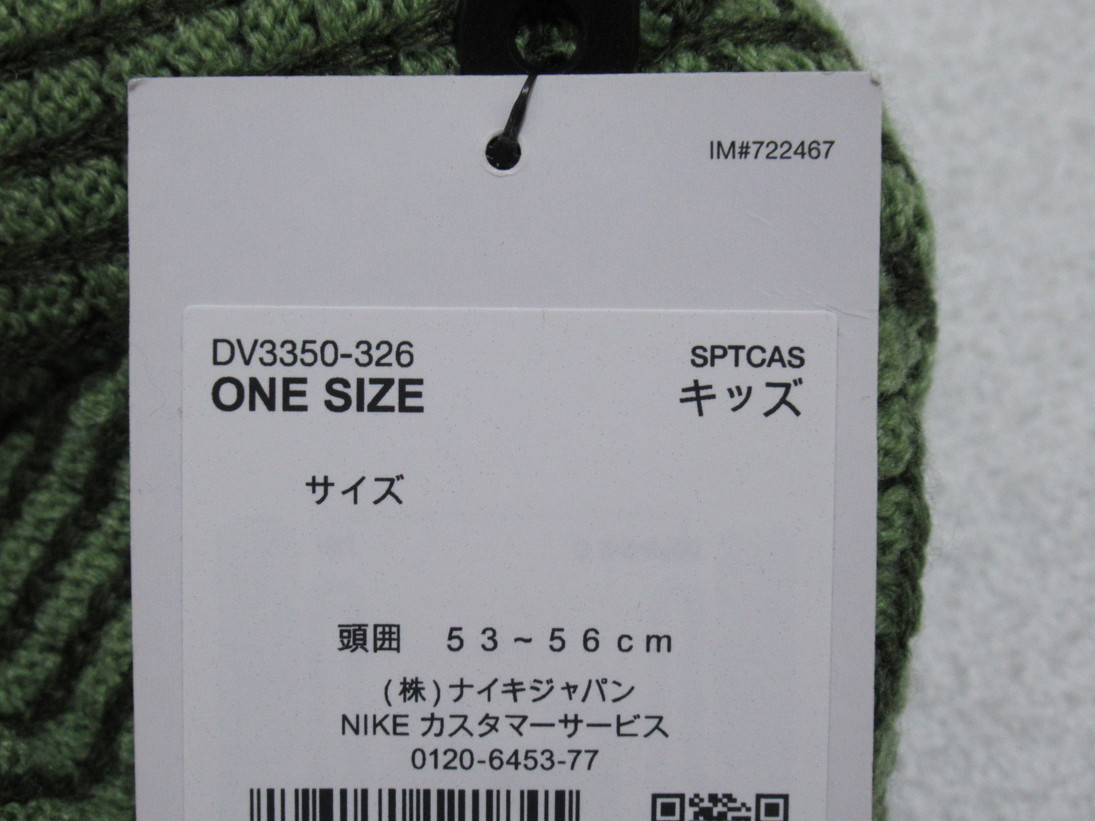 IM#722467
DV3350-326
SPTCAS
ONE SIZE
キッズ
サイズ
頭囲　５３~５６ｃｍ
(株)ナイキジャパン
NIKE カスタマーサービス
0120-6453-77